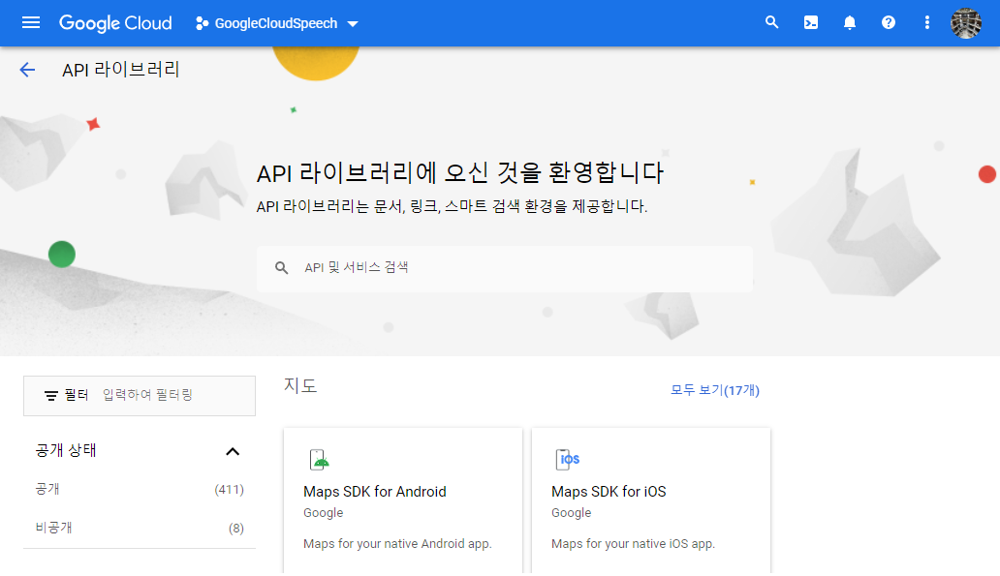 Google Cloud
GoogleCloudSpeech
API 라이브러리
API 라이브러리에 오신 것을 환영합니다
API 라이브러리는 문서, 링크, 스마트 검색 환경을 제공합니다.
API 및 서비스 검색
필터 입력하여 필터링
공개 상태
공개 (411)
비공개 (8)
지도
모두 보기(17개)
Maps SDK for Android
Google
Maps for your native Android app.
iOS
Maps SDK for iOS
Google
Maps for your native iOS app.